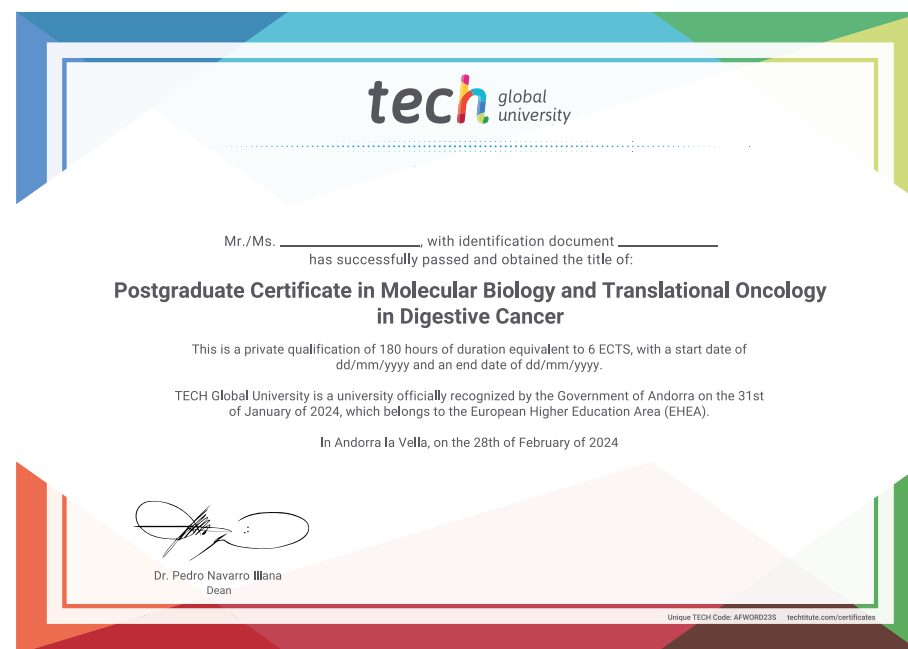 tech global university
Mr./Ms. ____________________, with identification document ______________
has successfully passed and obtained the title of:
Postgraduate Certificate in Molecular Biology and Translational Oncology
in Digestive Cancer
This is a private qualification of 180 hours of duration equivalent to 6 ECTS, with a start date of
dd/mm/yyyy and an end date of dd/mm/yyyy.
TECH Global University is a university officially recognized by the Government of Andorra on the 31st
of January of 2024, which belongs to the European Higher Education Area (EHEA).
In Andorra la Vella, on the 28th of February of 2024
Dr. Pedro Navarro Illana
Dean
Unique TECH Code: AFWORD23S techtitute.com/certificates